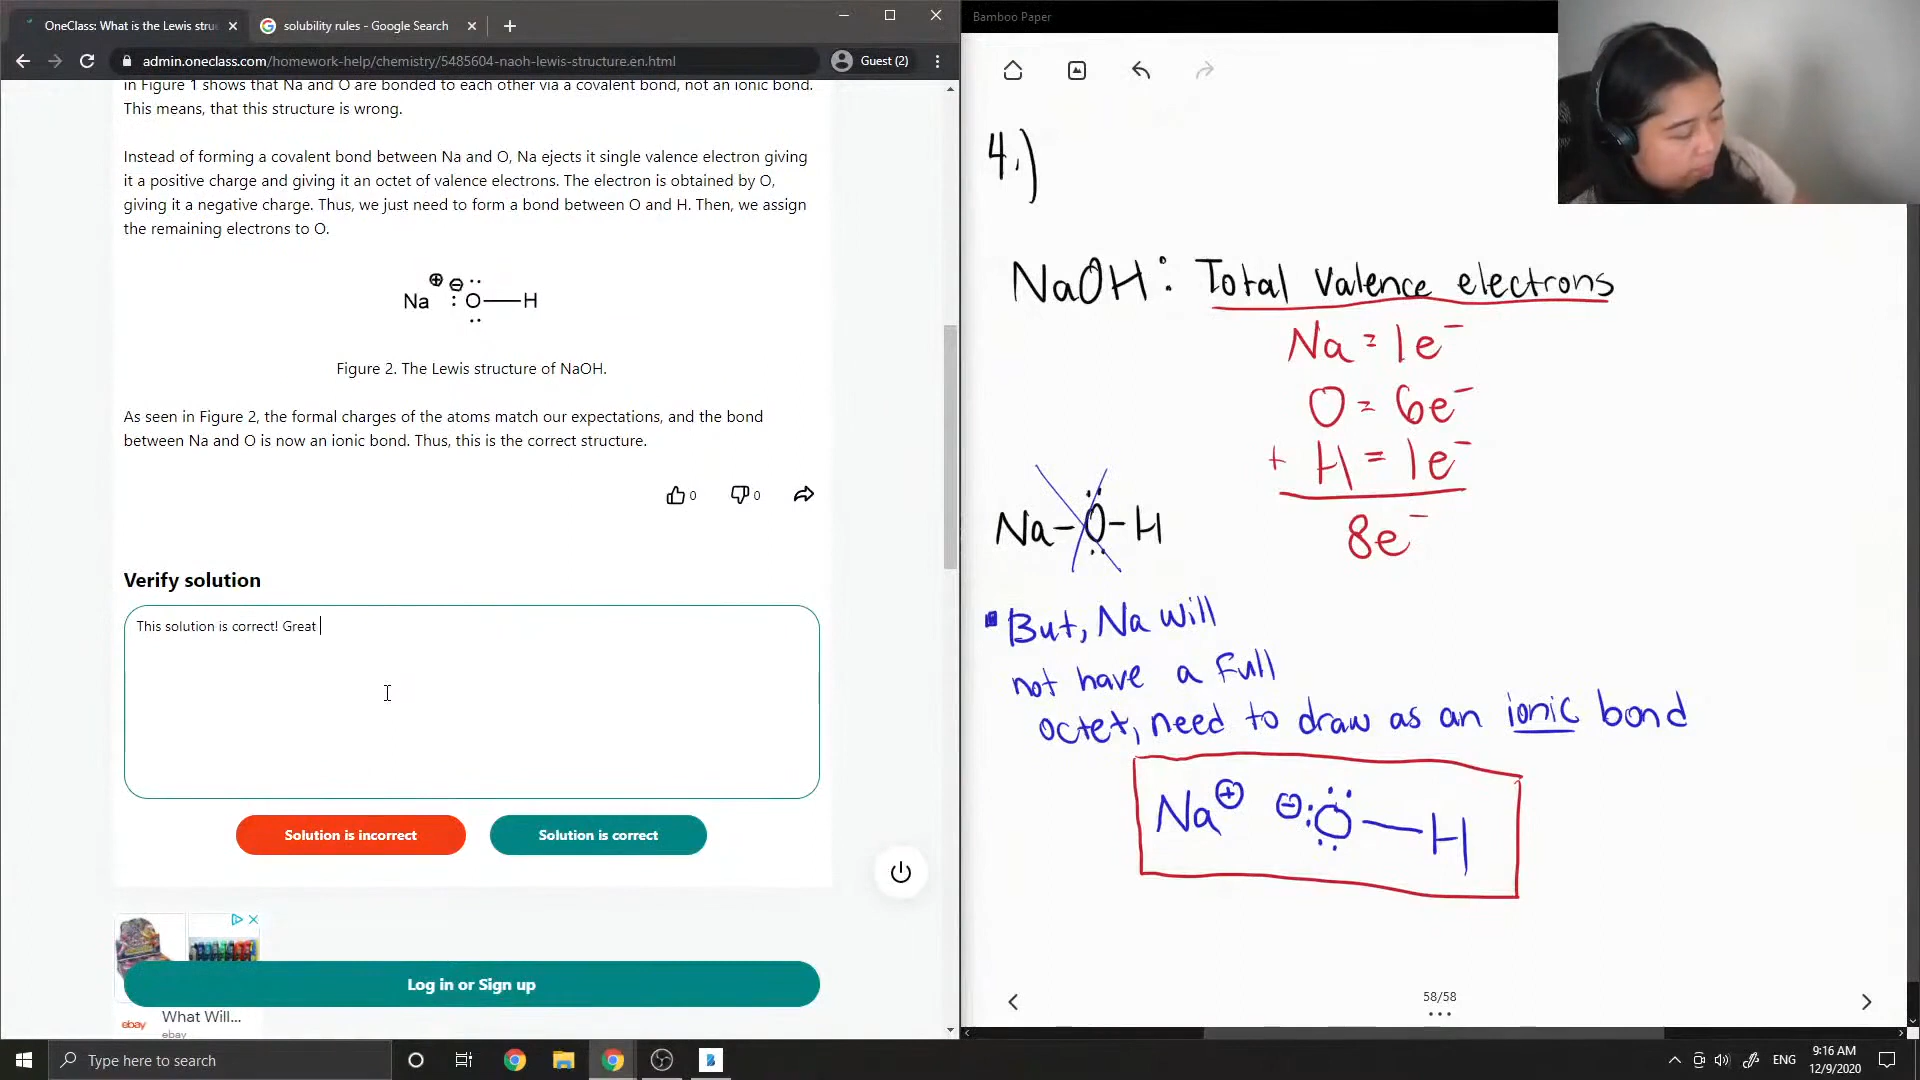 OneClass: What is the Lewis stru
solubility rules - Google Search
admin.oneclass.com/homework-help/chemistry/5485604-naoh-lewis-structure.en.html
Guest (2)
in Figure 1 shows that Na and O are bonded to each other via a covalent bond, not an ionic bond.
This means, that this structure is wrong.
Instead of forming a covalent bond between Na and O, Na ejects it single valence electron giving
it a positive charge and giving it an octet of valence electrons. The electron is obtained by O,
giving it a negative charge. Thus, we just need to form a bond between O and H. Then, we assign
the remaining electrons to O.
⊕ ⊖ ··
Na : O—H
··
Figure 2. The Lewis structure of NaOH.
As seen in Figure 2, the formal charges of the atoms match our expectations, and the bond
between Na and O is now an ionic bond. Thus, this is the correct structure.
0
0
Verify solution
This solution is correct! Great
Solution is incorrect
Solution is correct
Log in or Sign up
ebay
What Will...
ebay
Bamboo Paper
4.)
NaOH: Total Valence electrons
Na = 1e⁻
O = 6e⁻
+ H = 1e⁻
8e⁻
Na-O-H
But, Na will
not have a full
octet, need to draw as an ionic bond
Na⊕ ⊖:O—H
58/58
Type here to search
ENG
9:16 AM
12/9/2020